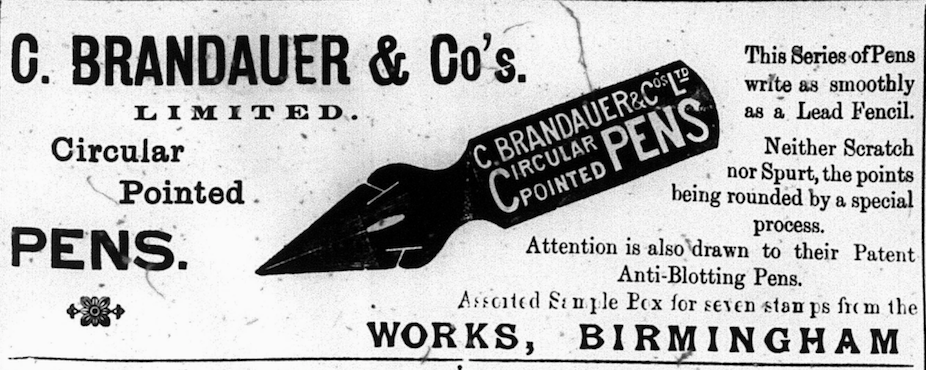 C. BRANDAUER & Co's.
LIMITED.
Circular
Pointed
PENS.
C. BRANDAUER & Co's LTD
CIRCULAR
POINTED
PENS
This Series of Pens
write as smoothly
as a Lead Pencil.
Neither Scratch
nor Spurt, the points
being rounded by a special
process.
Attention is also drawn to their Patent
Anti-Blotting Pens.
Assorted Sample Box for seven stamps from the
WORKS, BIRMINGHAM